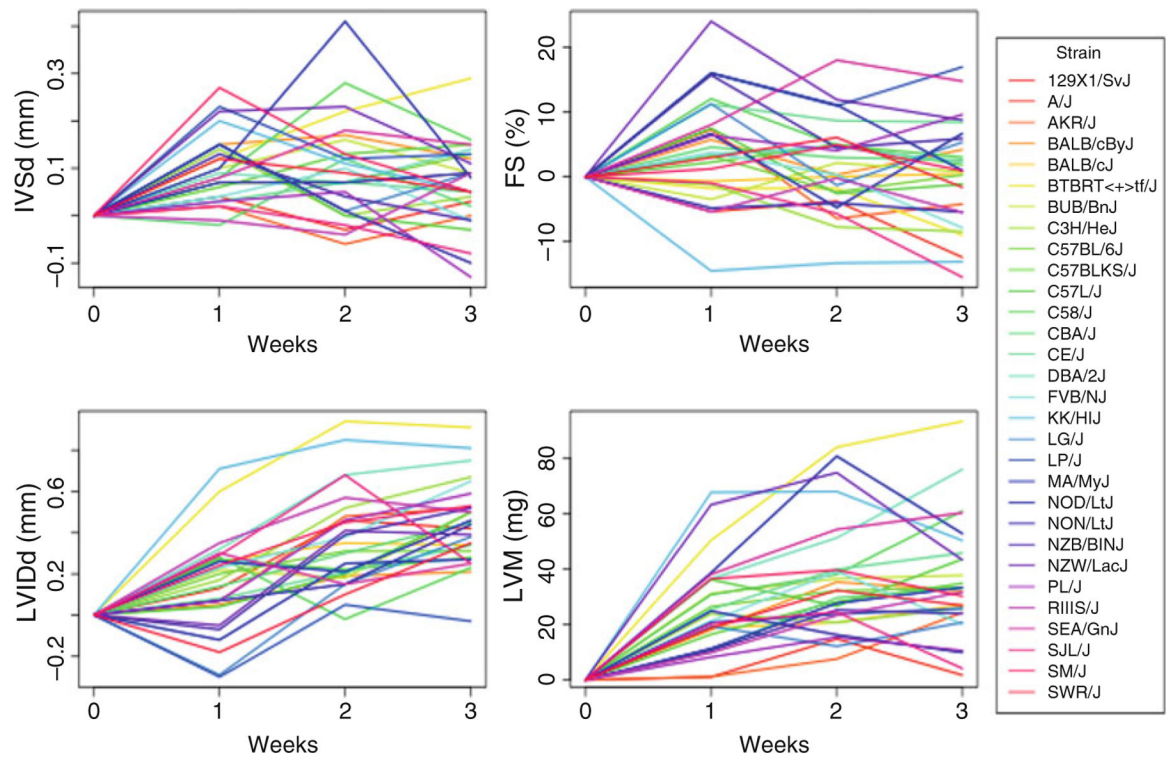 IVSd (mm)
0.3
0.1
−0.1
0 1 2 3
Weeks
FS (%)
20
10
0
−10
0 1 2 3
Weeks
LVIDd (mm)
0.6
0.2
−0.2
0 1 2 3
Weeks
LVM (mg)
80
60
40
20
0
0 1 2 3
Weeks
Strain
129X1/SvJ
A/J
AKR/J
BALB/cByJ
BALB/cJ
BTBRT<+>tf/J
BUB/BnJ
C3H/HeJ
C57BL/6J
C57BLKS/J
C57L/J
C58/J
CBA/J
CE/J
DBA/2J
FVB/NJ
KK/HIJ
LG/J
LP/J
MA/MyJ
NOD/LtJ
NON/LtJ
NZB/BINJ
NZW/LacJ
PL/J
RIIIS/J
SEA/GnJ
SJL/J
SM/J
SWR/J